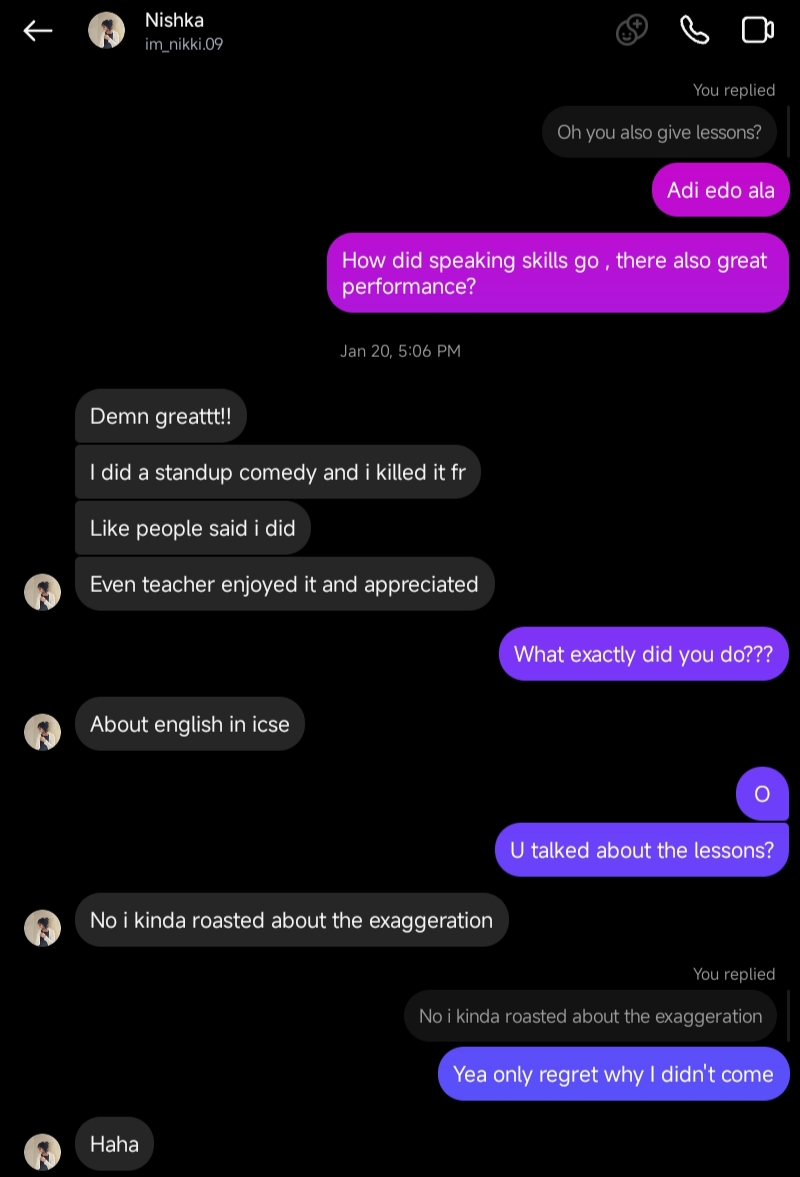 Nishka
im_nikki.09
You replied
Oh you also give lessons?
Adi edo ala
How did speaking skills go , there also great
performance?
Jan 20, 5:06 PM
Demn greattt!!
I did a standup comedy and i killed it fr
Like people said i did
Even teacher enjoyed it and appreciated
What exactly did you do???
About english in icse
O
U talked about the lessons?
No i kinda roasted about the exaggeration
You replied
No i kinda roasted about the exaggeration
Yea only regret why I didn't come
Haha